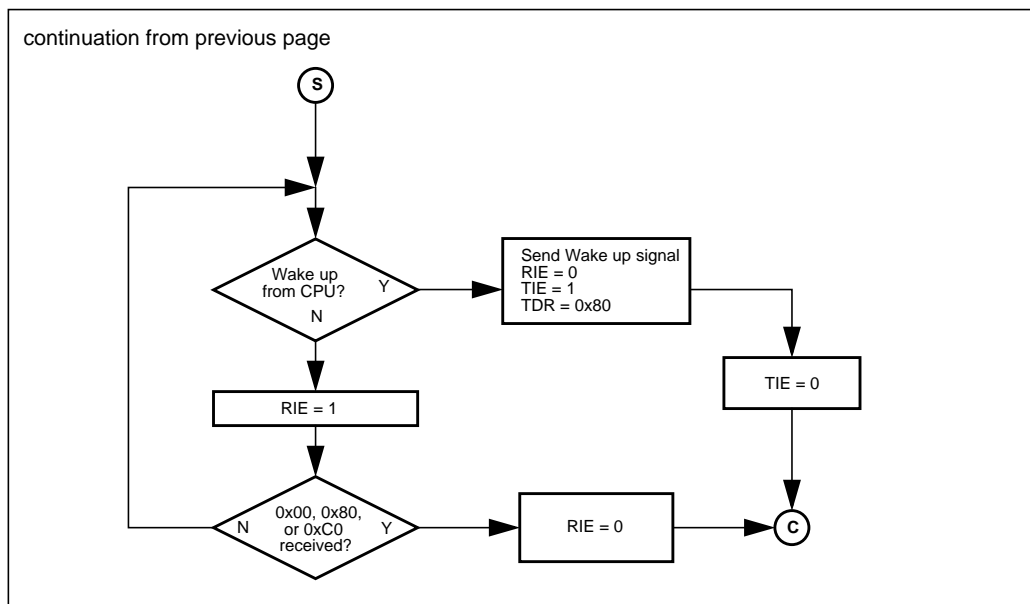 continuation from previous page
S
Wake up
from CPU?
Y
N
Send Wake up signal
RIE = 0
TIE = 1
TDR = 0x80
TIE = 0
RIE = 1
N
0x00, 0x80,
or 0xC0
received?
Y
RIE = 0
C